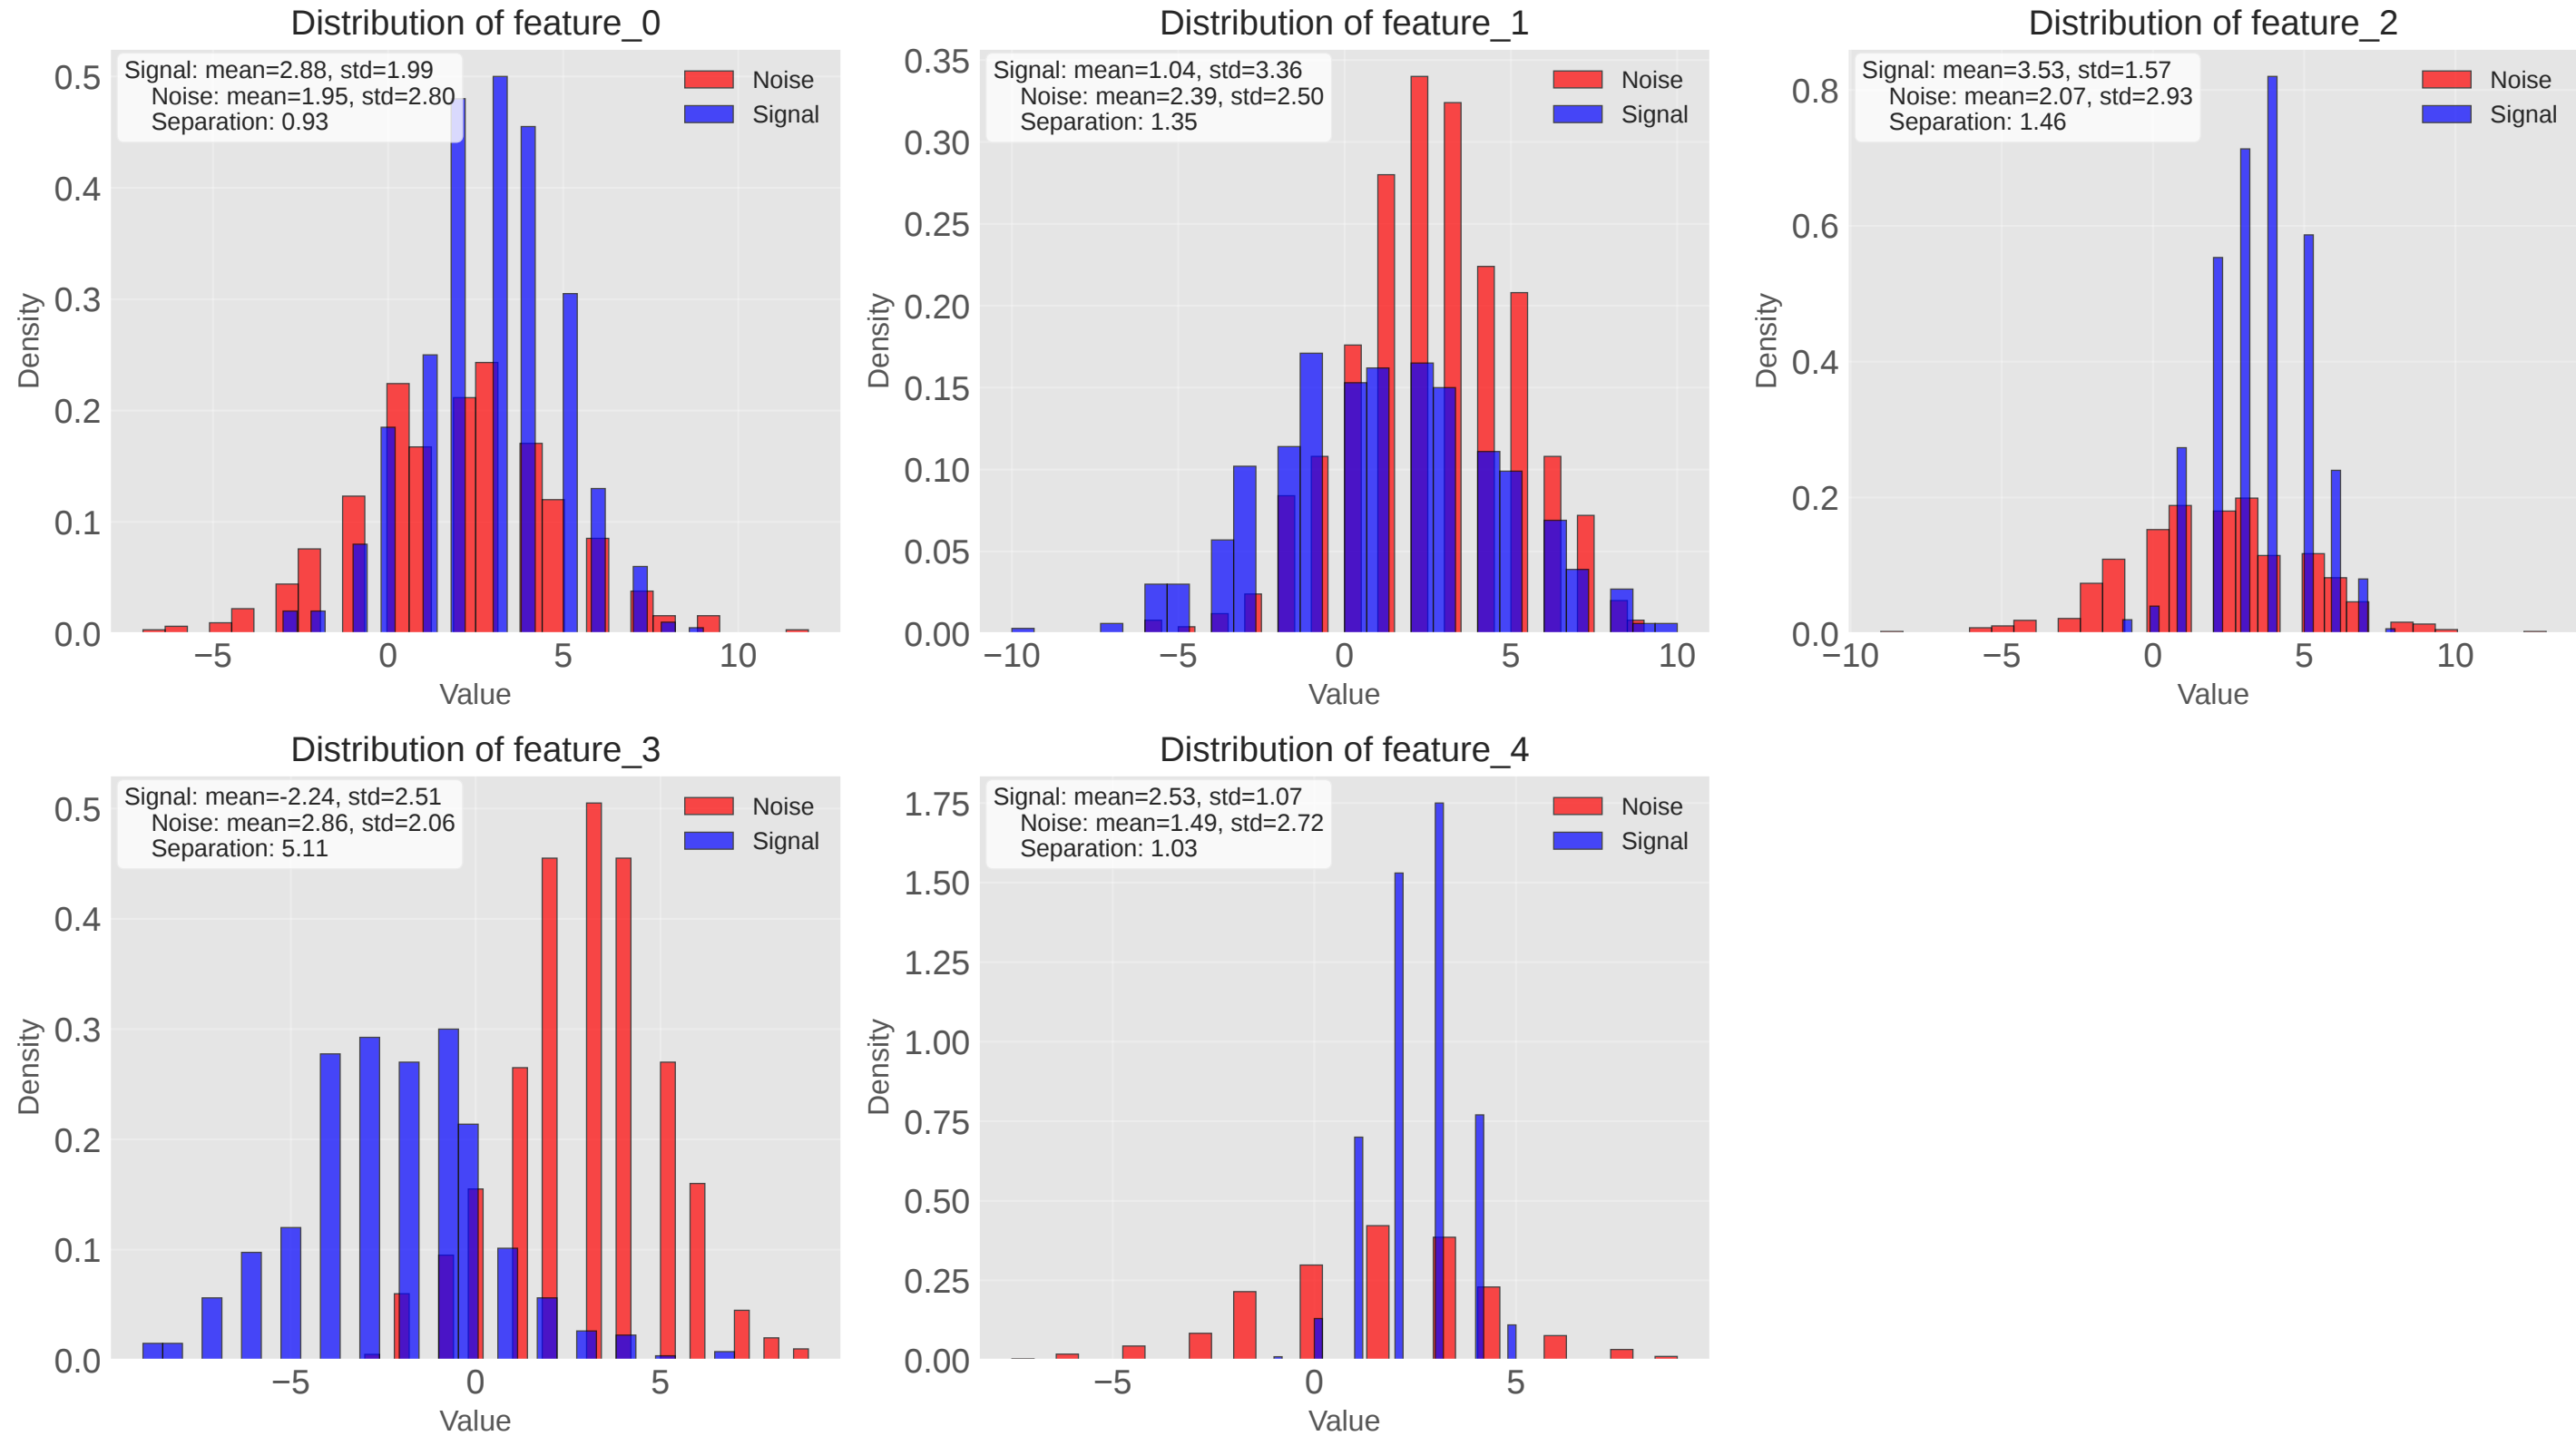 Distribution of feature_0
Signal: mean=2.88, std=1.99
Noise: mean=1.95, std=2.80
Separation: 0.93
Noise
Signal
0.5
0.4
0.3
0.2
0.1
0.0
Density
−5 0 5 10
Value
Distribution of feature_1
Signal: mean=1.04, std=3.36
Noise: mean=2.39, std=2.50
Separation: 1.35
Noise
Signal
0.35
0.30
0.25
0.20
0.15
0.10
0.05
0.00
Density
−10 −5 0 5 10
Value
Distribution of feature_2
Signal: mean=3.53, std=1.57
Noise: mean=2.07, std=2.93
Separation: 1.46
Noise
Signal
0.8
0.6
0.4
0.2
0.0
Density
−10 −5 0 5 10
Value
Distribution of feature_3
Signal: mean=-2.24, std=2.51
Noise: mean=2.86, std=2.06
Separation: 5.11
Noise
Signal
0.5
0.4
0.3
0.2
0.1
0.0
Density
−5 0 5
Value
Distribution of feature_4
Signal: mean=2.53, std=1.07
Noise: mean=1.49, std=2.72
Separation: 1.03
Noise
Signal
1.75
1.50
1.25
1.00
0.75
0.50
0.25
0.00
Density
−5 0 5
Value